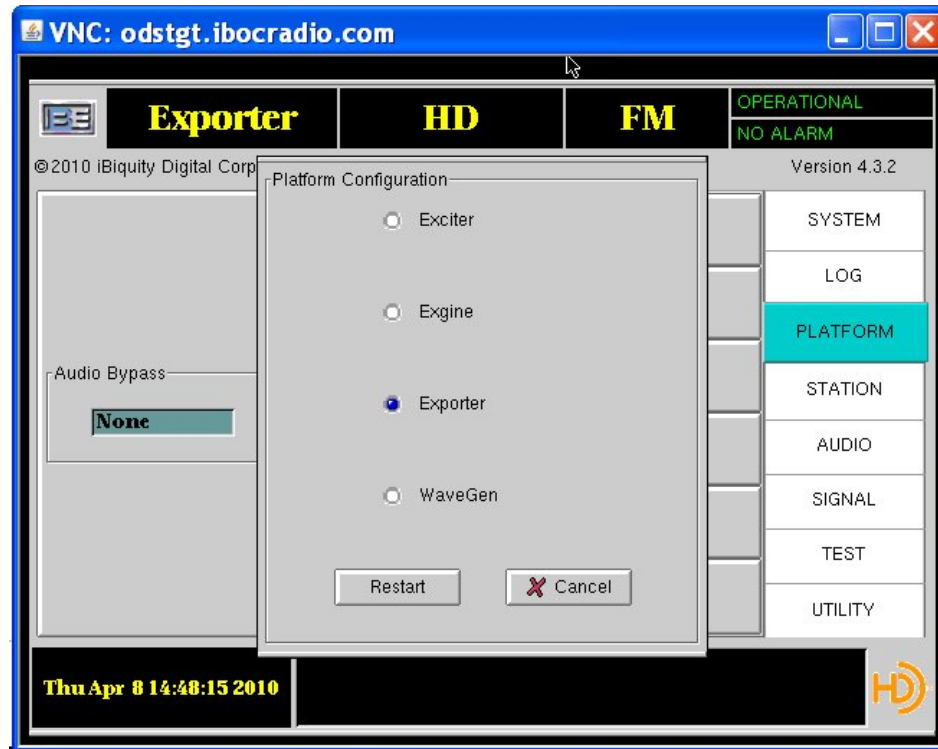 VNC: odstgt.ibocradio.com
Exporter
HD
FM
OPERATIONAL
NO ALARM
©2010 iBiquity Digital Corp
Version 4.3.2
Platform Configuration
Exciter
Exgine
Exporter
WaveGen
Restart
Cancel
Audio Bypass
None
SYSTEM
LOG
PLATFORM
STATION
AUDIO
SIGNAL
TEST
UTILITY
Thu Apr 8 14:48:15 2010
HD